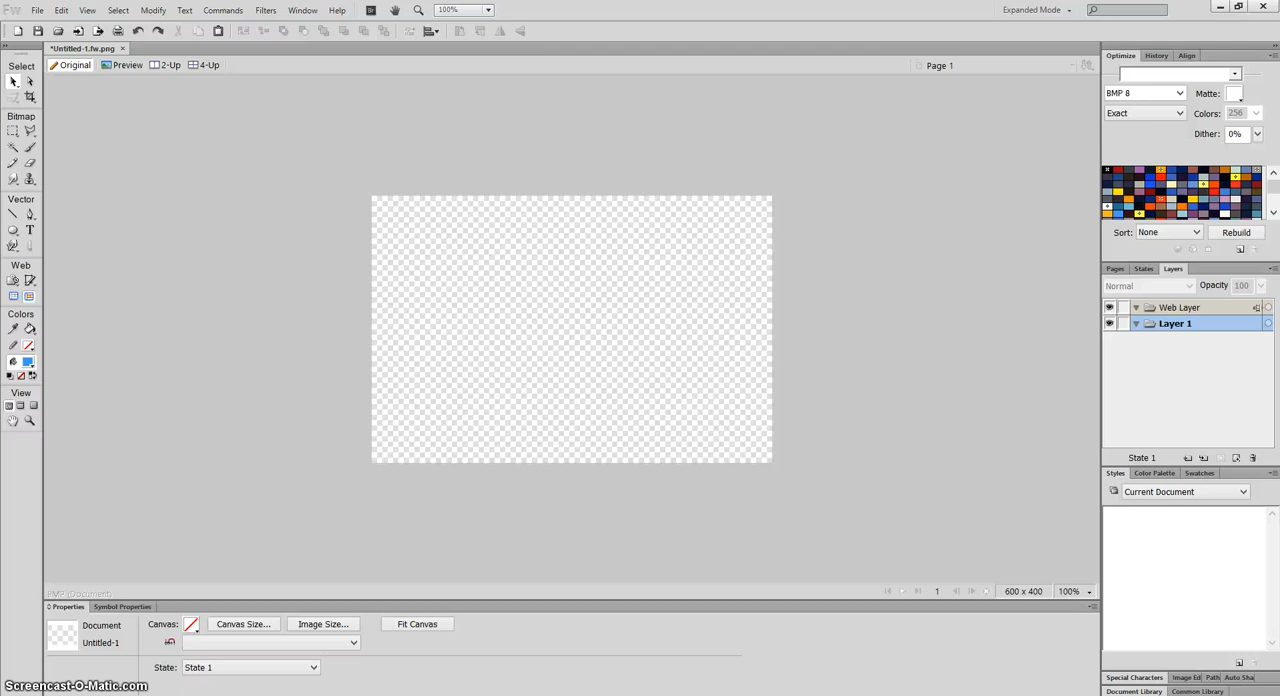 Fw File Edit View Select Modify Text Commands Filters Window Help Br 100% Expanded Mode
*Untitled-1.fw.png
Original Preview 2-Up 4-Up Page 1
Select
Bitmap
Vector
T
Web
Colors
View
Optimize History Align
BMP 8 Matte:
Exact Colors: 256
Dither: 0%
Sort: None Rebuild
Pages States Layers
Normal Opacity 100
Web Layer
Layer 1
State 1
Styles Color Palette Swatches
Current Document
BMP (Document) 1 600 x 400 100%
Properties Symbol Properties
Document Canvas: Canvas Size... Image Size... Fit Canvas
Untitled-1
State: State 1
Special Characters Image Ed Path Auto Sha
Document Library Common Library
Screencast-O-Matic.com